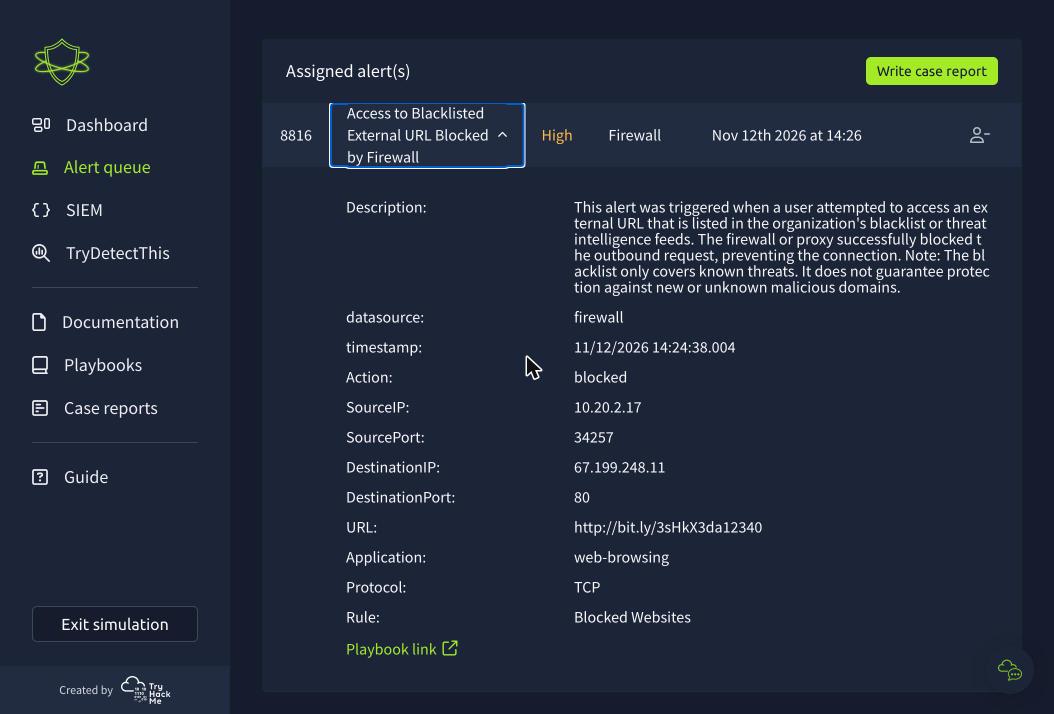 Dashboard
Alert queue
SIEM
TryDetectThis
Documentation
Playbooks
Case reports
Guide
Exit simulation
Created by
Try
Hack
Me
Assigned alert(s)
Write case report
8816
Access to Blacklisted
External URL Blocked
by Firewall
High
Firewall
Nov 12th 2026 at 14:26
Description:
This alert was triggered when a user attempted to access an ex
ternal URL that is listed in the organization's blacklist or threat
intelligence feeds. The firewall or proxy successfully blocked t
he outbound request, preventing the connection. Note: The bl
acklist only covers known threats. It does not guarantee protec
tion against new or unknown malicious domains.
datasource:
firewall
timestamp:
11/12/2026 14:24:38.004
Action:
blocked
SourceIP:
10.20.2.17
SourcePort:
34257
DestinationIP:
67.199.248.11
DestinationPort:
80
URL:
http://bit.ly/3sHkX3da12340
Application:
web-browsing
Protocol:
TCP
Rule:
Blocked Websites
Playbook link